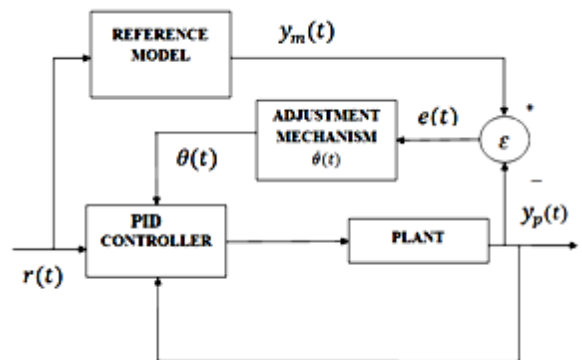 REFERENCE
MODEL
y_m(t)
ADJUSTMENT
MECHANISM
θ̇(t)
e(t)
+
ε
−
θ(t)
PID
CONTROLLER
PLANT
y_p(t)
r(t)